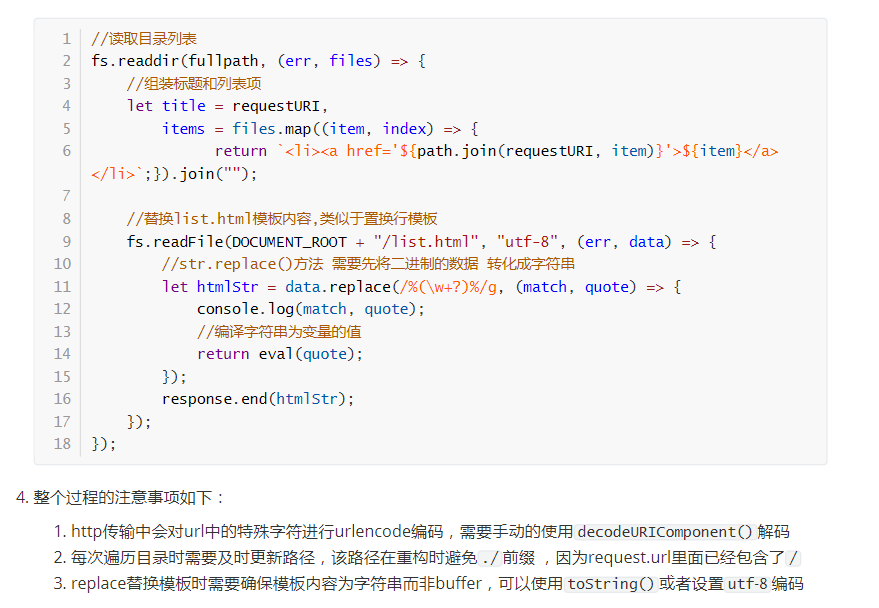 1 //读取目录列表
2 fs.readdir(fullpath, (err, files) => {
3 //组装标题和列表项
4 let title = requestURI,
5 items = files.map((item, index) => {
6 return `<li><a href='${path.join(requestURI, item)}'>${item}</a>
</li>`;}).join("");
7
8 //替换list.html模板内容,类似于置换行模板
9 fs.readFile(DOCUMENT_ROOT + "/list.html", "utf-8", (err, data) => {
10 //str.replace()方法 需要先将二进制的数据 转化成字符串
11 let htmlStr = data.replace(/%(\w+?)%/g, (match, quote) => {
12 console.log(match, quote);
13 //编译字符串为变量的值
14 return eval(quote);
15 });
16 response.end(htmlStr);
17 });
18 });
4. 整个过程的注意事项如下：
1. http传输中会对url中的特殊字符进行urlencode编码，需要手动的使用 decodeURIComponent() 解码
2. 每次遍历目录时需要及时更新路径，该路径在重构时避免 ./ 前缀 ，因为request.url里面已经包含了 /
3. replace替换模板时需要确保模板内容为字符串而非buffer，可以使用 toString() 或者设置 utf-8 编码